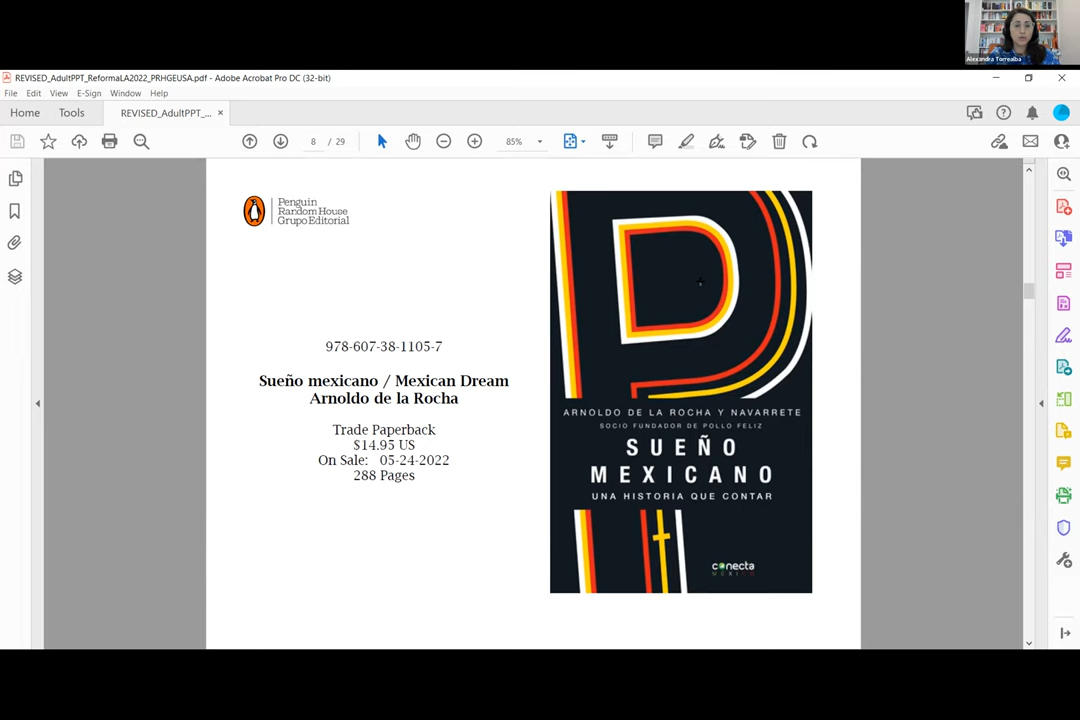 Alexandra Torrealba
REVISED_AdultPPT_ReformaLA2022_PRHGEUSA.pdf - Adobe Acrobat Pro DC (32-bit)
File Edit View E-Sign Window Help
Home Tools REVISED_AdultPPT_... ×
8 / 29 85%
Penguin
Random House
Grupo Editorial
978-607-38-1105-7
Sueño mexicano / Mexican Dream
Arnoldo de la Rocha
Trade Paperback
$14.95 US
On Sale: 05-24-2022
288 Pages
ARNOLDO DE LA ROCHA Y NAVARRETE
SOCIO FUNDADOR DE POLLO FELIZ
SUEÑO
MEXICANO
UNA HISTORIA QUE CONTAR
conecta
MÉXICO